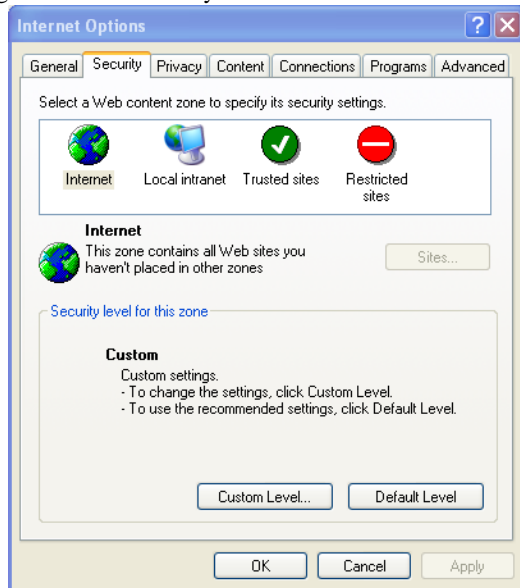 Internet Options
General Security Privacy Content Connections Programs Advanced
Select a Web content zone to specify its security settings.
Internet Local intranet Trusted sites Restricted
sites
Internet
This zone contains all Web sites you
haven't placed in other zones
Sites...
Security level for this zone
Custom
Custom settings.
- To change the settings, click Custom Level.
- To use the recommended settings, click Default Level.
Custom Level... Default Level
OK Cancel Apply